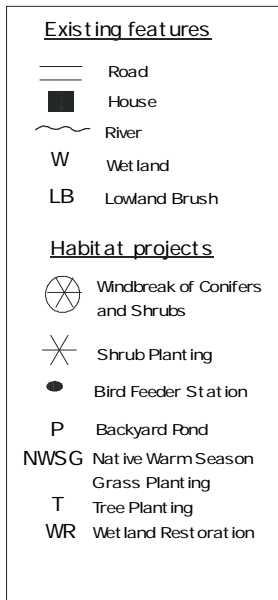 Existing features
Road
House
River
W Wetland
LB Lowland Brush
Habitat projects
Windbreak of Conifers
and Shrubs
Shrub Planting
Bird Feeder Station
P Backyard Pond
NWSG Native Warm Season
Grass Planting
T Tree Planting
WR Wetland Restoration